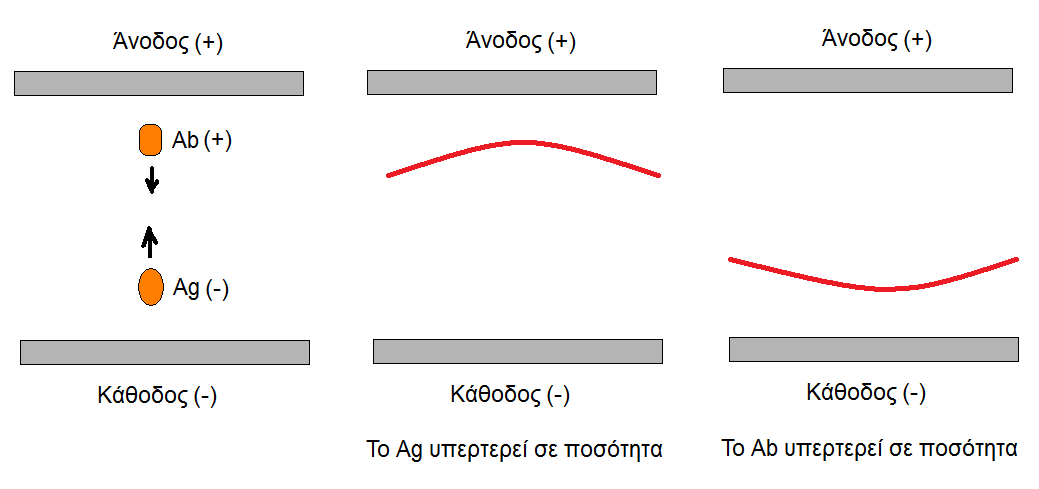 Άνοδος (+)
Ab (+)
Ag (-)
Κάθοδος (-)
Άνοδος (+)
Κάθοδος (-)
Το Ag υπερτερεί σε ποσότητα
Άνοδος (+)
Κάθοδος (-)
Το Ab υπερτερεί σε ποσότητα